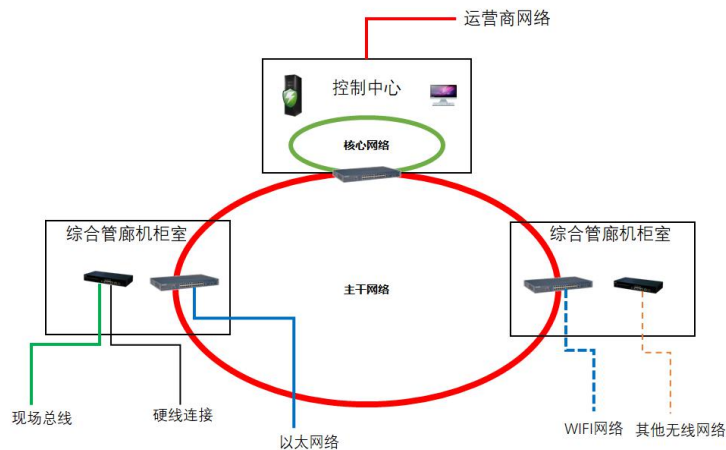 运营商网络
控制中心
核心网络
综合管廊机柜室
综合管廊机柜室
主干网络
现场总线
硬线连接
以太网络
WIFI网络
其他无线网络